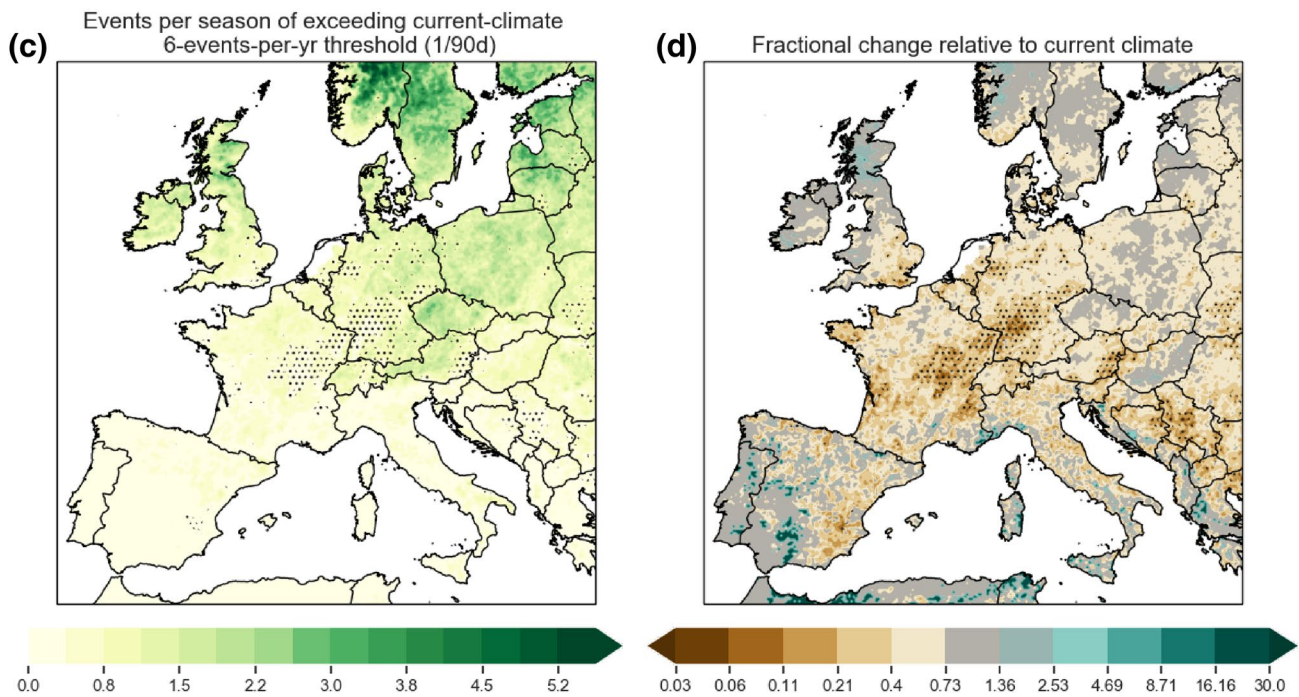 (c)
Events per season of exceeding current-climate
6-events-per-yr threshold (1/90d)
0.0 0.8 1.5 2.2 3.0 3.8 4.5 5.2
(d)
Fractional change relative to current climate
0.03 0.06 0.11 0.21 0.4 0.73 1.36 2.53 4.69 8.71 16.16 30.0